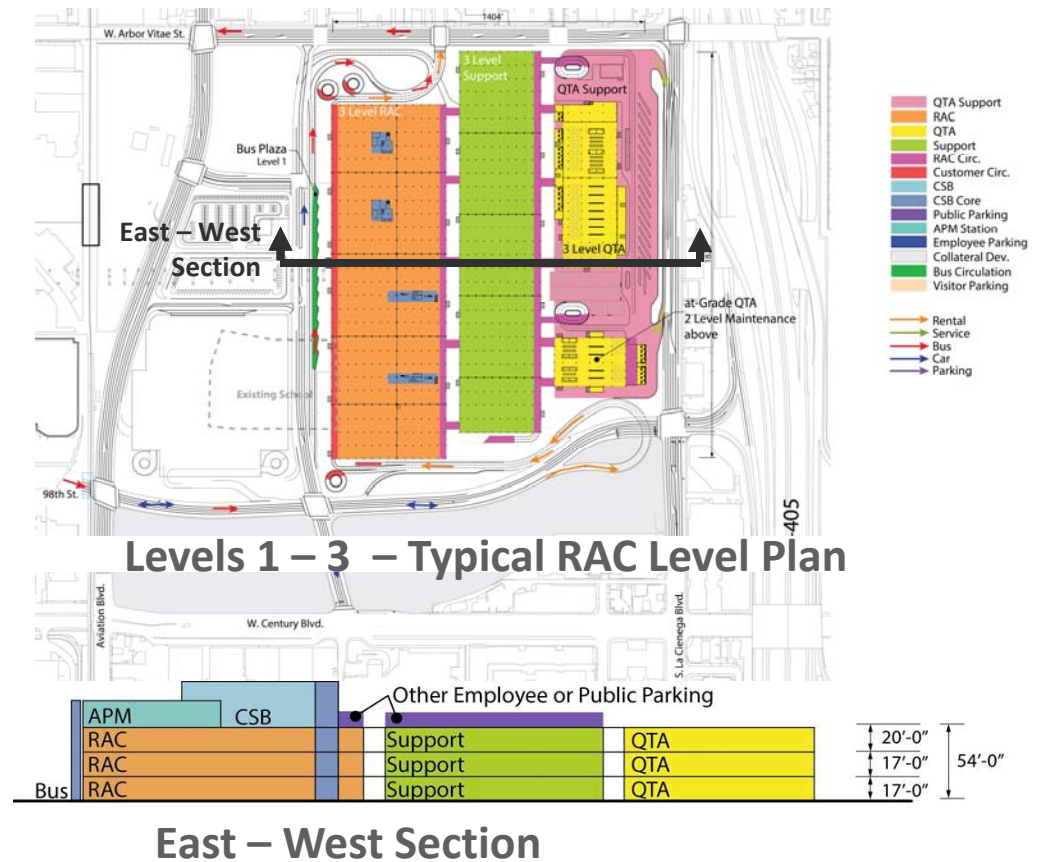 1404'
W. Arbor Vitae St.
3 Level
Support
QTA Support
3 Level RAC
Bus Plaza
Level 1
East – West
Section
3 Level QTA
at-Grade QTA
2 Level Maintenance
above
Existing School
98th St.
-405
QTA Support
RAC
QTA
Support
RAC Circ.
Customer Circ.
CSB
CSB Core
Public Parking
APM Station
Employee Parking
Collateral Dev.
Bus Circulation
Visitor Parking
Rental
Service
Bus
Car
Parking
Levels 1 – 3 – Typical RAC Level Plan
Aviation Blvd.
W. Century Blvd.
S. La Cienega Blvd.
Other Employee or Public Parking
APM
CSB
RAC
Support
QTA
20'-0"
RAC
Support
QTA
17'-0"
54'-0"
Bus
RAC
Support
QTA
17'-0"
East – West Section